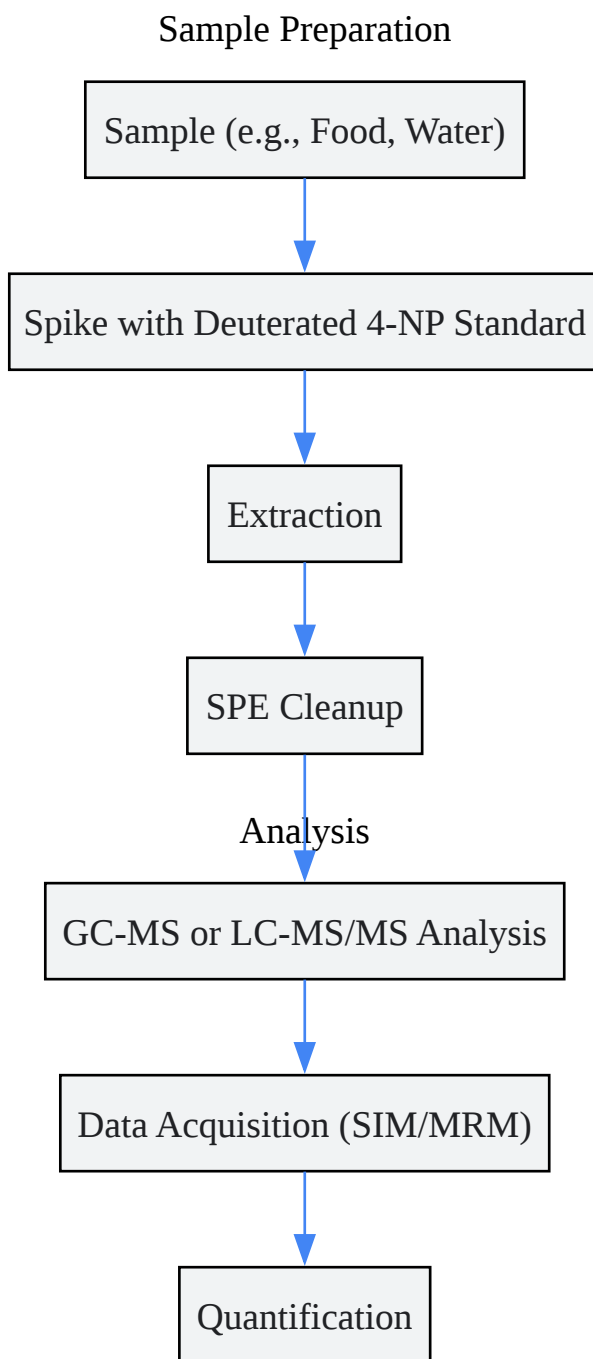 Sample Preparation
Sample (e.g., Food, Water)
Spike with Deuterated 4-NP Standard
Extraction
SPE Cleanup
Analysis
GC-MS or LC-MS/MS Analysis
Data Acquisition (SIM/MRM)
Quantification